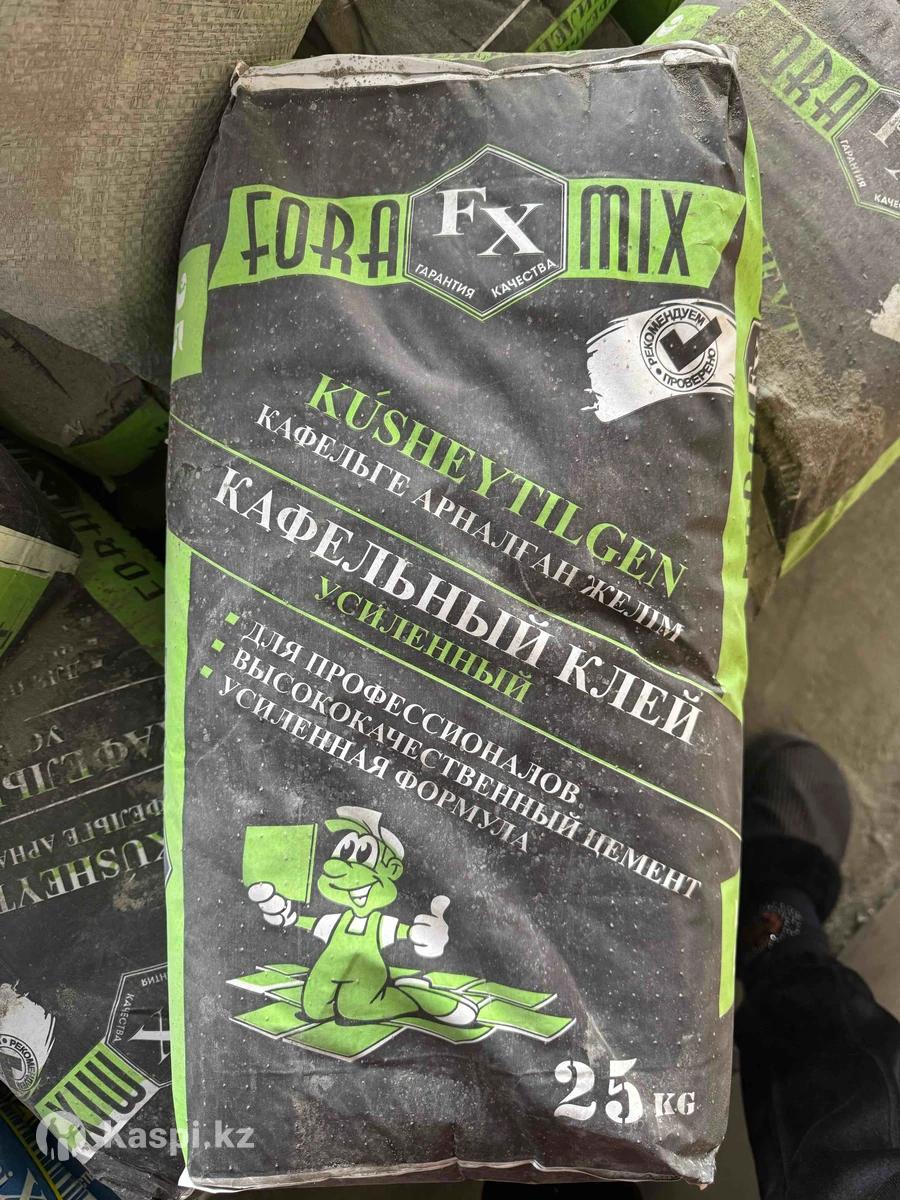 FORA FX MIX
ГАРАНТИЯ КАЧЕСТВА
РЕКОМЕНДУЕМ
ПРОВЕРЕНО
KÚSHEYTILGEN
КАФЕЛЬГЕ АРНАЛҒАН ЖЕЛІМ
КАФЕЛЬНЫЙ КЛЕЙ
УСИЛЕННЫЙ
ДЛЯ ПРОФЕССИОНАЛОВ
ВЫСОКОКАЧЕСТВЕННЫЙ ЦЕМЕНТ
УСИЛЕННАЯ ФОРМУЛА
25 KG
kaspi.kz